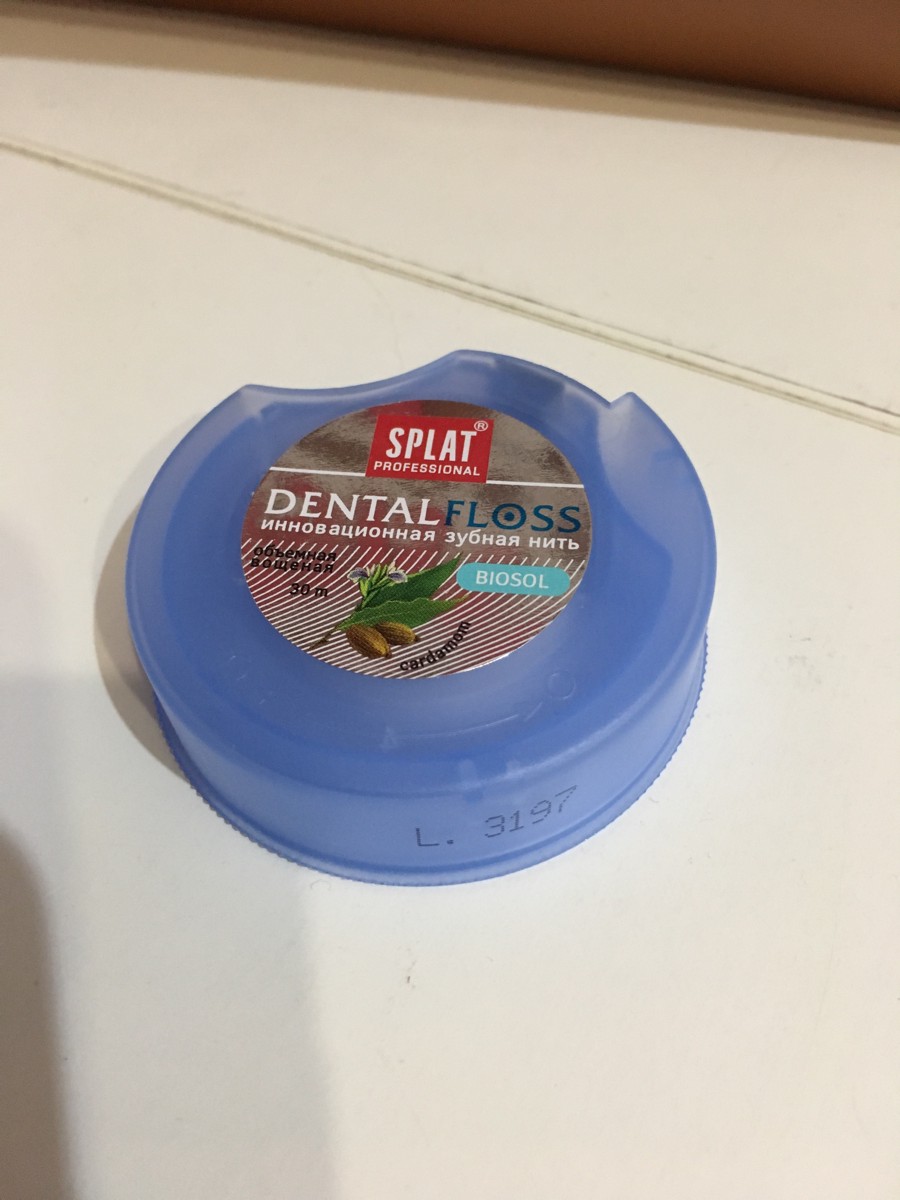 SPLAT®
PROFESSIONAL
DENTALFLOSS
инновационная зубная нить
объемная
вощеная
30 m
BIOSOL
cardamom
L. 3197